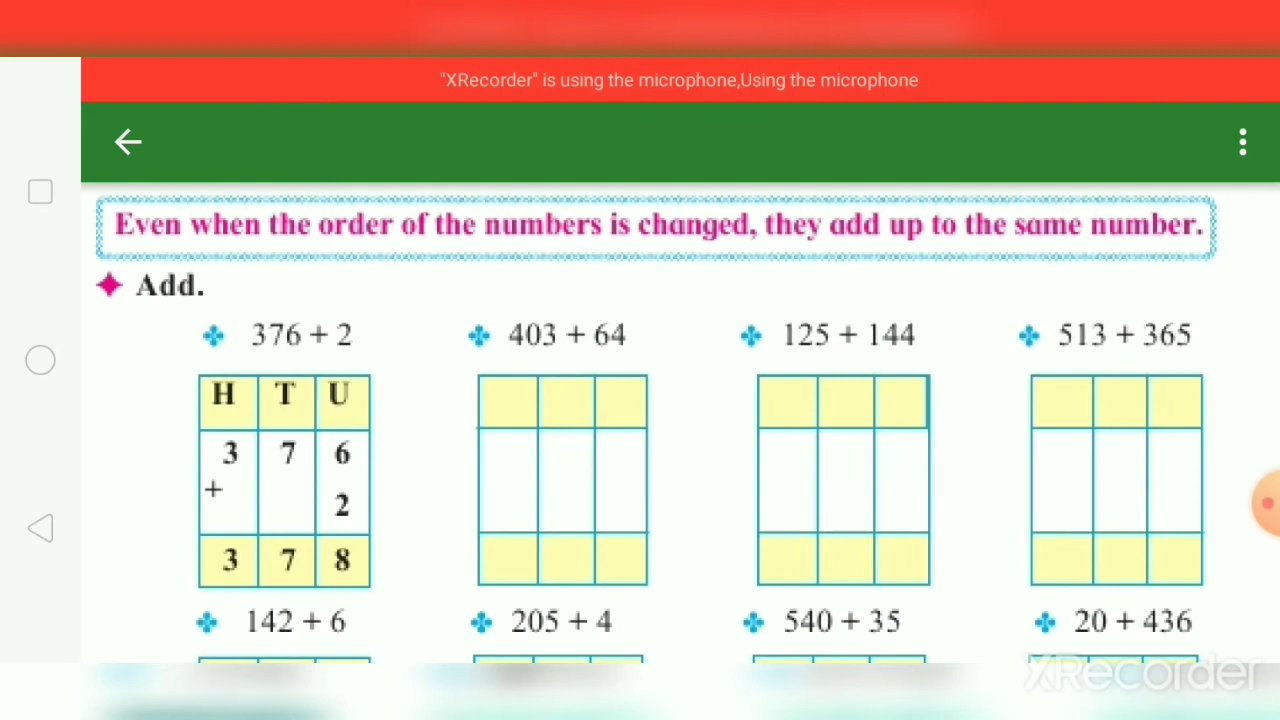 "XRecorder" is using the microphone,Using the microphone
Even when the order of the numbers is changed, they add up to the same number.
Add.
376 + 2 403 + 64 125 + 144 513 + 365
H T U
3 7 6
+ 2
3 7 8
142 + 6 205 + 4 540 + 35 20 + 436
XRecorder